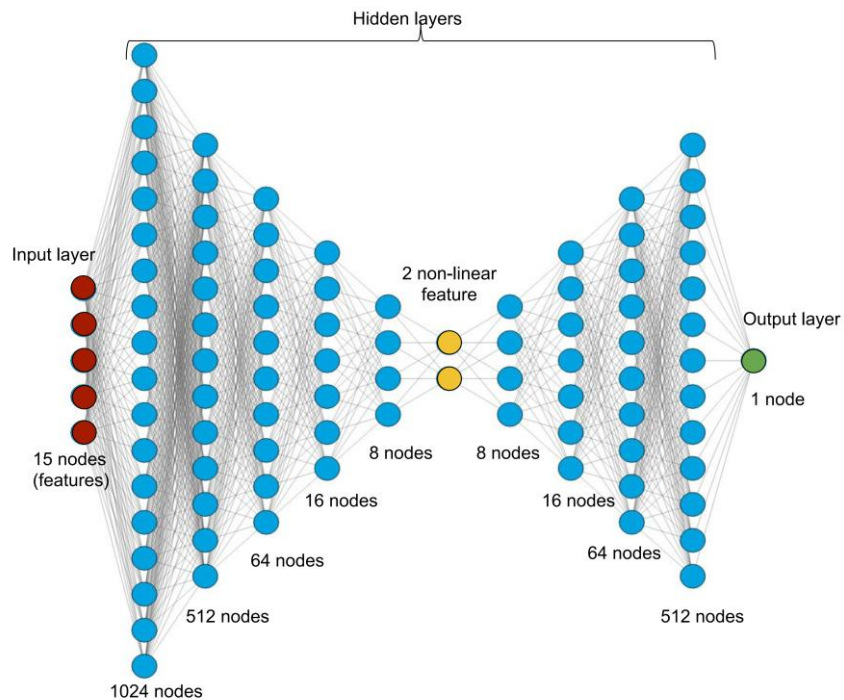 Hidden layers
Input layer
2 non-linear
feature
Output layer
1 node
15 nodes
(features)
8 nodes
8 nodes
16 nodes
16 nodes
64 nodes
64 nodes
512 nodes
512 nodes
1024 nodes